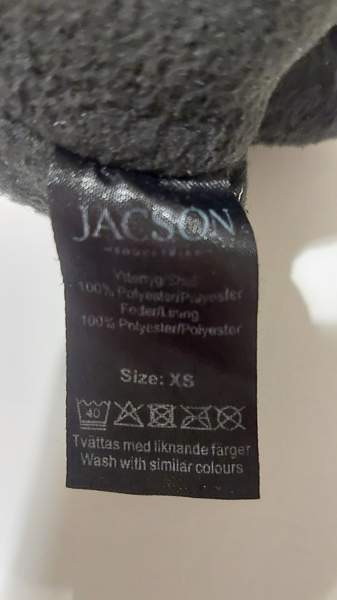 JACSON
Yttertyg/Shell
100% Polyester/Polyester
Foder/Lining
100% Polyester/Polyester
Size: XS
40
Tvättas med liknande färger
Wash with similar colours